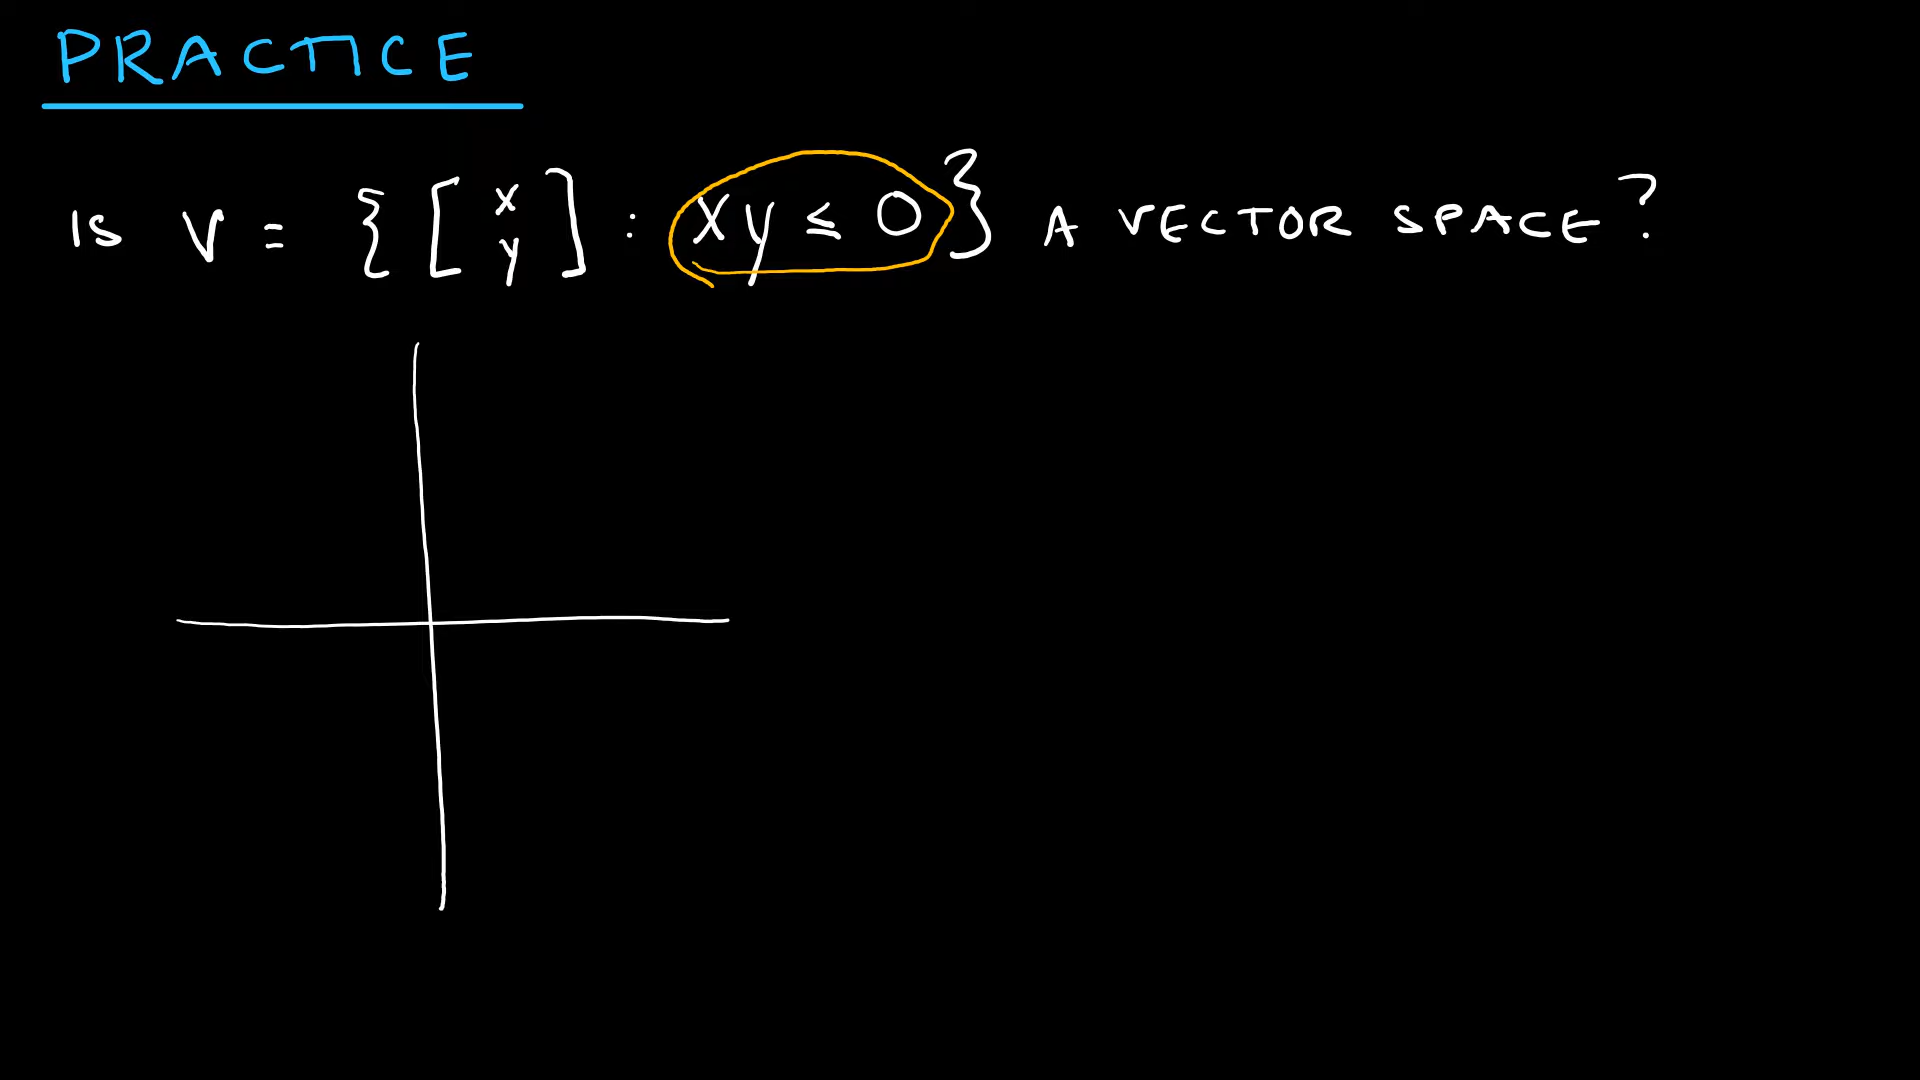 PRACTICE
IS V = { [ x y ] : xy ≤ 0 } A VECTOR SPACE?